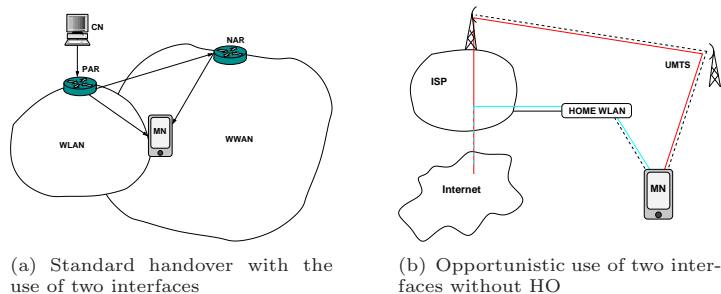 CN
NAR
PAR
MN
WLAN
WWAN
ISP
UMTS
HOME WLAN
MN
Internet
(a) Standard handover with the
use of two interfaces
(b) Opportunistic use of two inter-
faces without HO